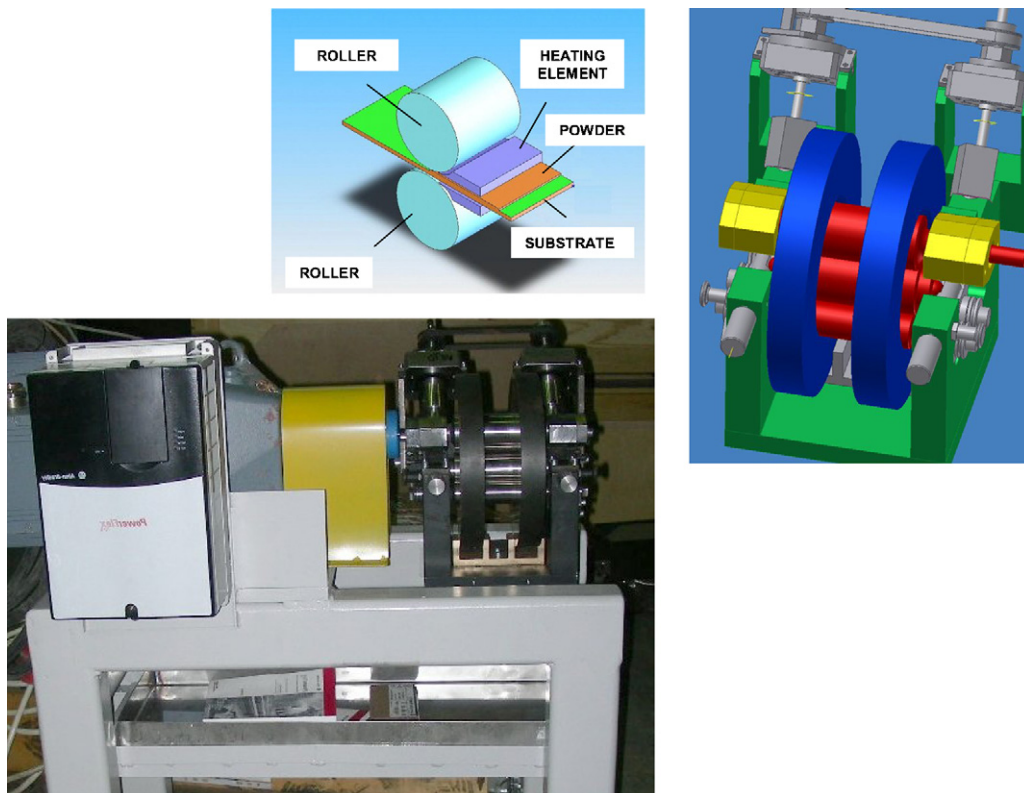 ROLLER
HEATING
ELEMENT
POWDER
SUBSTRATE
ROLLER
Allen-Bradley
PowerFlex